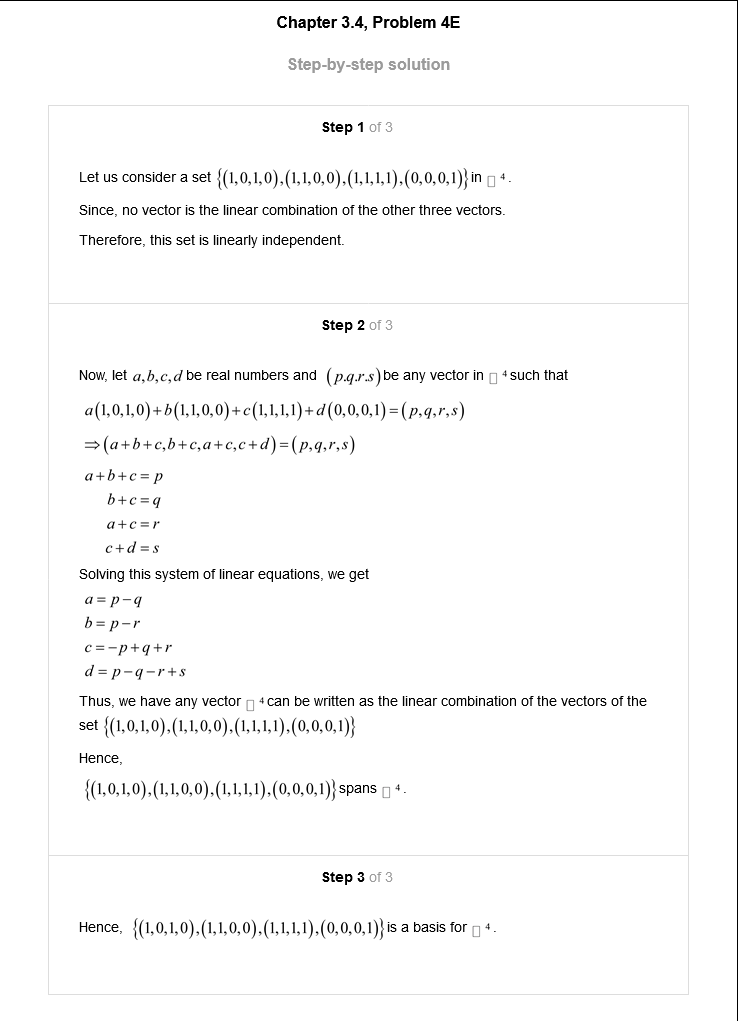 Chapter 3.4, Problem 4E
Step-by-step solution
Step 1 of 3
Let us consider a set {(1,0,1,0),(1,1,0,0),(1,1,1,1),(0,0,0,1)} in □ ⁴.
Since, no vector is the linear combination of the other three vectors.
Therefore, this set is linearly independent.
Step 2 of 3
Now, let a,b,c,d be real numbers and (p.q.r.s) be any vector in □ ⁴ such that
a(1,0,1,0)+b(1,1,0,0)+c(1,1,1,1)+d(0,0,0,1)=(p,q,r,s)
⇒(a+b+c,b+c,a+c,c+d)=(p,q,r,s)
a+b+c=p
b+c=q
a+c=r
c+d=s
Solving this system of linear equations, we get
a=p−q
b=p−r
c=−p+q+r
d=p−q−r+s
Thus, we have any vector □ ⁴ can be written as the linear combination of the vectors of the
set {(1,0,1,0),(1,1,0,0),(1,1,1,1),(0,0,0,1)}
Hence,
{(1,0,1,0),(1,1,0,0),(1,1,1,1),(0,0,0,1)} spans □ ⁴.
Step 3 of 3
Hence, {(1,0,1,0),(1,1,0,0),(1,1,1,1),(0,0,0,1)} is a basis for □ ⁴.